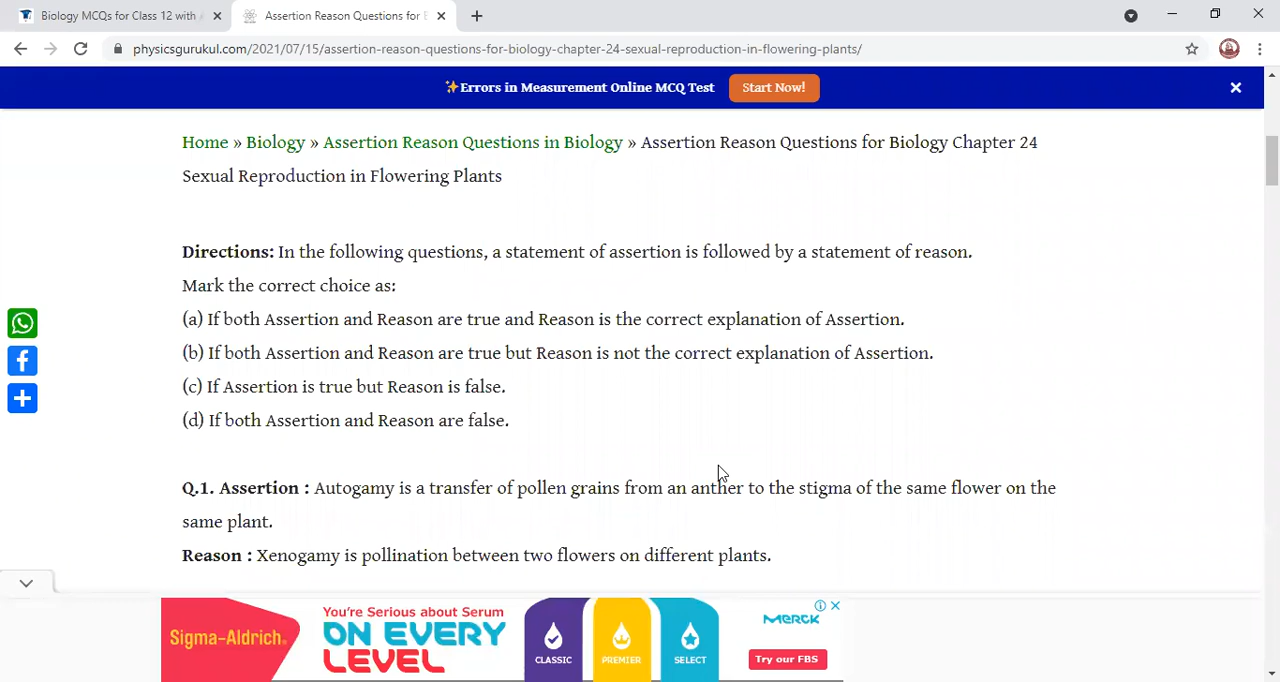 Biology MCQs for Class 12 with
Assertion Reason Questions for
physicsgurukul.com/2021/07/15/assertion-reason-questions-for-biology-chapter-24-sexual-reproduction-in-flowering-plants/
✨Errors in Measurement Online MCQ Test
Start Now!
Home » Biology » Assertion Reason Questions in Biology » Assertion Reason Questions for Biology Chapter 24
Sexual Reproduction in Flowering Plants
Directions: In the following questions, a statement of assertion is followed by a statement of reason.
Mark the correct choice as:
(a) If both Assertion and Reason are true and Reason is the correct explanation of Assertion.
(b) If both Assertion and Reason are true but Reason is not the correct explanation of Assertion.
(c) If Assertion is true but Reason is false.
(d) If both Assertion and Reason are false.
Q.1. Assertion : Autogamy is a transfer of pollen grains from an anther to the stigma of the same flower on the
same plant.
Reason : Xenogamy is pollination between two flowers on different plants.
Sigma-Aldrich.
You're Serious about Serum
ON EVERY
LEVEL
CLASSIC
PREMIER
SELECT
MERCK
Try our FBS